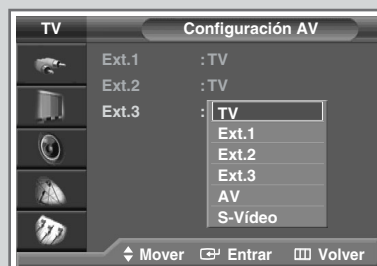 TV Configuración AV
Ext.1 :TV
Ext.2 :TV
Ext.3 : TV
Ext.1
Ext.2
Ext.3
AV
S-Vídeo
Mover Entrar Volver